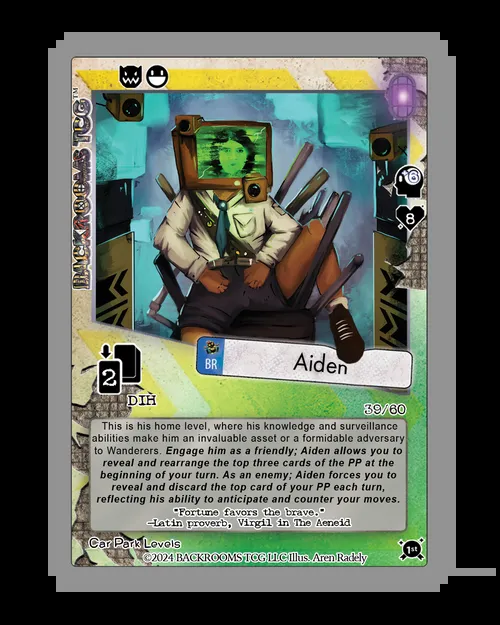 BACKROOMS TCG™
6
8
BR
Aiden
2
DIH
39/60
This is his home level, where his knowledge and surveillance
abilities make him an invaluable asset or a formidable adversary
to Wanderers. Engage him as a friendly; Aiden allows you to
reveal and rearrange the top three cards of the PP at the
beginning of your turn. As an enemy; Aiden forces you to
reveal and discard the top card of your PP each turn,
reflecting his ability to anticipate and counter your moves.
"Fortune favors the brave."
—Latin proverb, Virgil in The Aeneid
Car Park Levels
©2024 BACKROOMS TCG LLC Illus. Aren Radely
1st